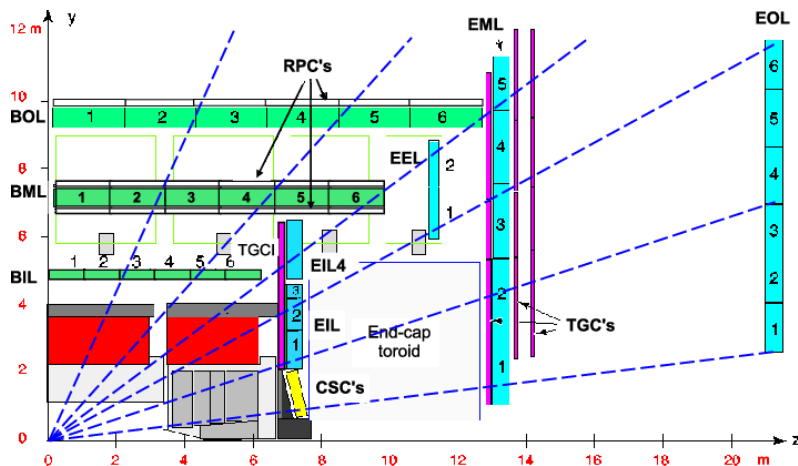 12 m
y
EML
EOL
RPC's
10
BOL
1 2 3 4 5 6
8
EEL
2
1
BML
1 2 3 4 5 6
6
TGCI
EIL4
BIL
1 2 3 4 5 6
4
3
2
1
EIL
End-cap
toroid
TGC's
5
4
3
2
1
6
5
4
3
2
1
2
CSC's
0
z
0 2 4 6 8 10 12 14 16 18 20
m